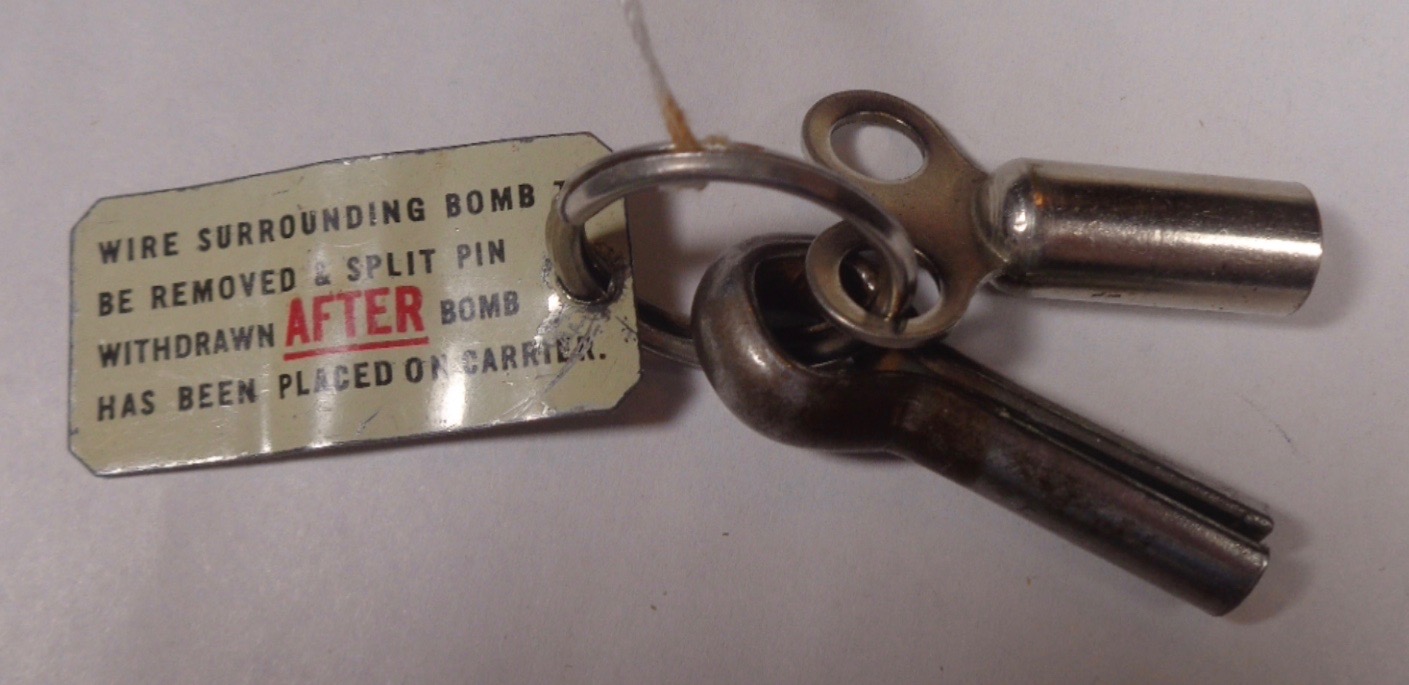 WIRE SURROUNDING BOMB
BE REMOVED & SPLIT PIN
WITHDRAWN AFTER BOMB
HAS BEEN PLACED ON CARRIER.